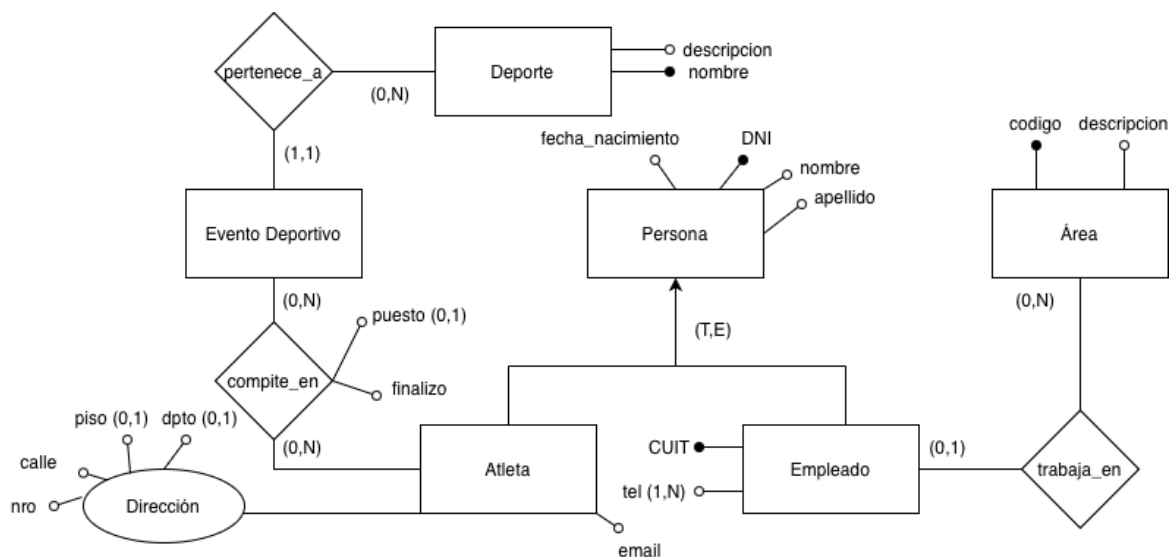 pertenece_a
Deporte
descripcion
nombre
(0,N)
(1,1)
fecha_nacimiento
DNI
nombre
apellido
codigo
descripcion
Evento Deportivo
Persona
Área
(0,N)
(0,N)
puesto (0,1)
(T,E)
compite_en
finalizo
piso (0,1)
dpto (0,1)
(0,N)
calle
nro
Dirección
Atleta
email
CUIT
tel (1,N)
Empleado
(0,1)
trabaja_en